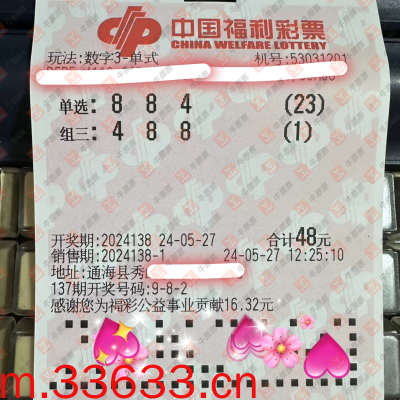 中国福利彩票
CHINA WELFARE LOTTERY
玩法:数字3-单式 机号:53031201
单选: 8 8 4 (23)
组三: 4 8 8 (1)
开奖期:2024138 24-05-27 合计48元
销售期:2024138-1 24-05-27 12:25:10
地址:通海县秀
137期开奖号码:9-8-2
感谢您为福彩公益事业贡献16.32元
m.33633.cn